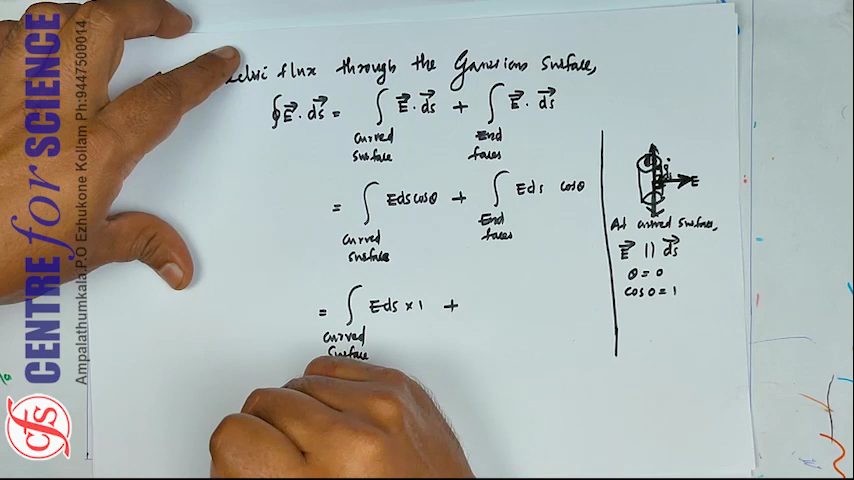 flux through the Gaussian Surface,
∮E⃗. ds⃗ = ∫ E⃗. ds⃗ + ∫ E⃗. ds⃗
curved surface End faces
= ∫ Eds cosθ + ∫ Eds cosθ
curved surface End faces
= ∫ Eds × 1 +
curved Surface
E
At curved surface,
E⃗ || ds⃗
θ = 0
cos 0 = 1
CENTRE for SCIENCE
Ampalathumkala.P.O Ezhukone Kollam Ph:9447500014
cfs